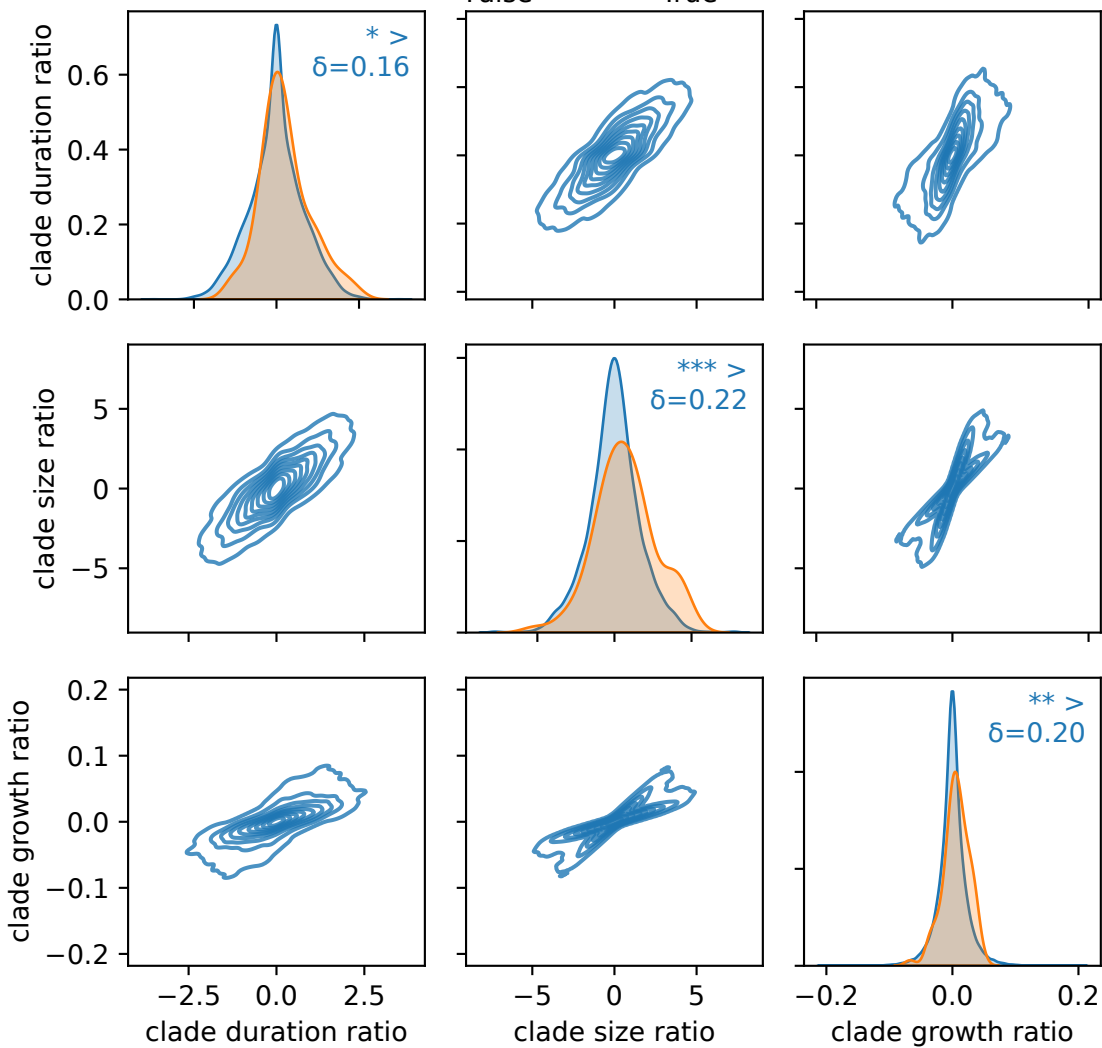 clade duration ratio
0.6
0.4
0.2
0.0
* >
δ=0.16
clade size ratio
5
0
−5
*** >
δ=0.22
clade growth ratio
0.2
0.1
0.0
−0.1
−0.2
** >
δ=0.20
−2.5 0.0 2.5
clade duration ratio
−5 0 5
clade size ratio
−0.2 0.0 0.2
clade growth ratio